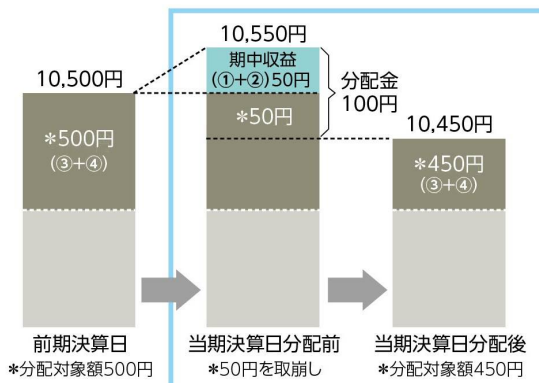 10,500円
*500円
(③+④)
前期決算日
*分配対象額500円
10,550円
期中収益
(①+②)50円
*50円
分配金
100円
当期決算日分配前
*50円を取崩し
10,450円
*450円
(③+④)
当期決算日分配後
*分配対象額450円